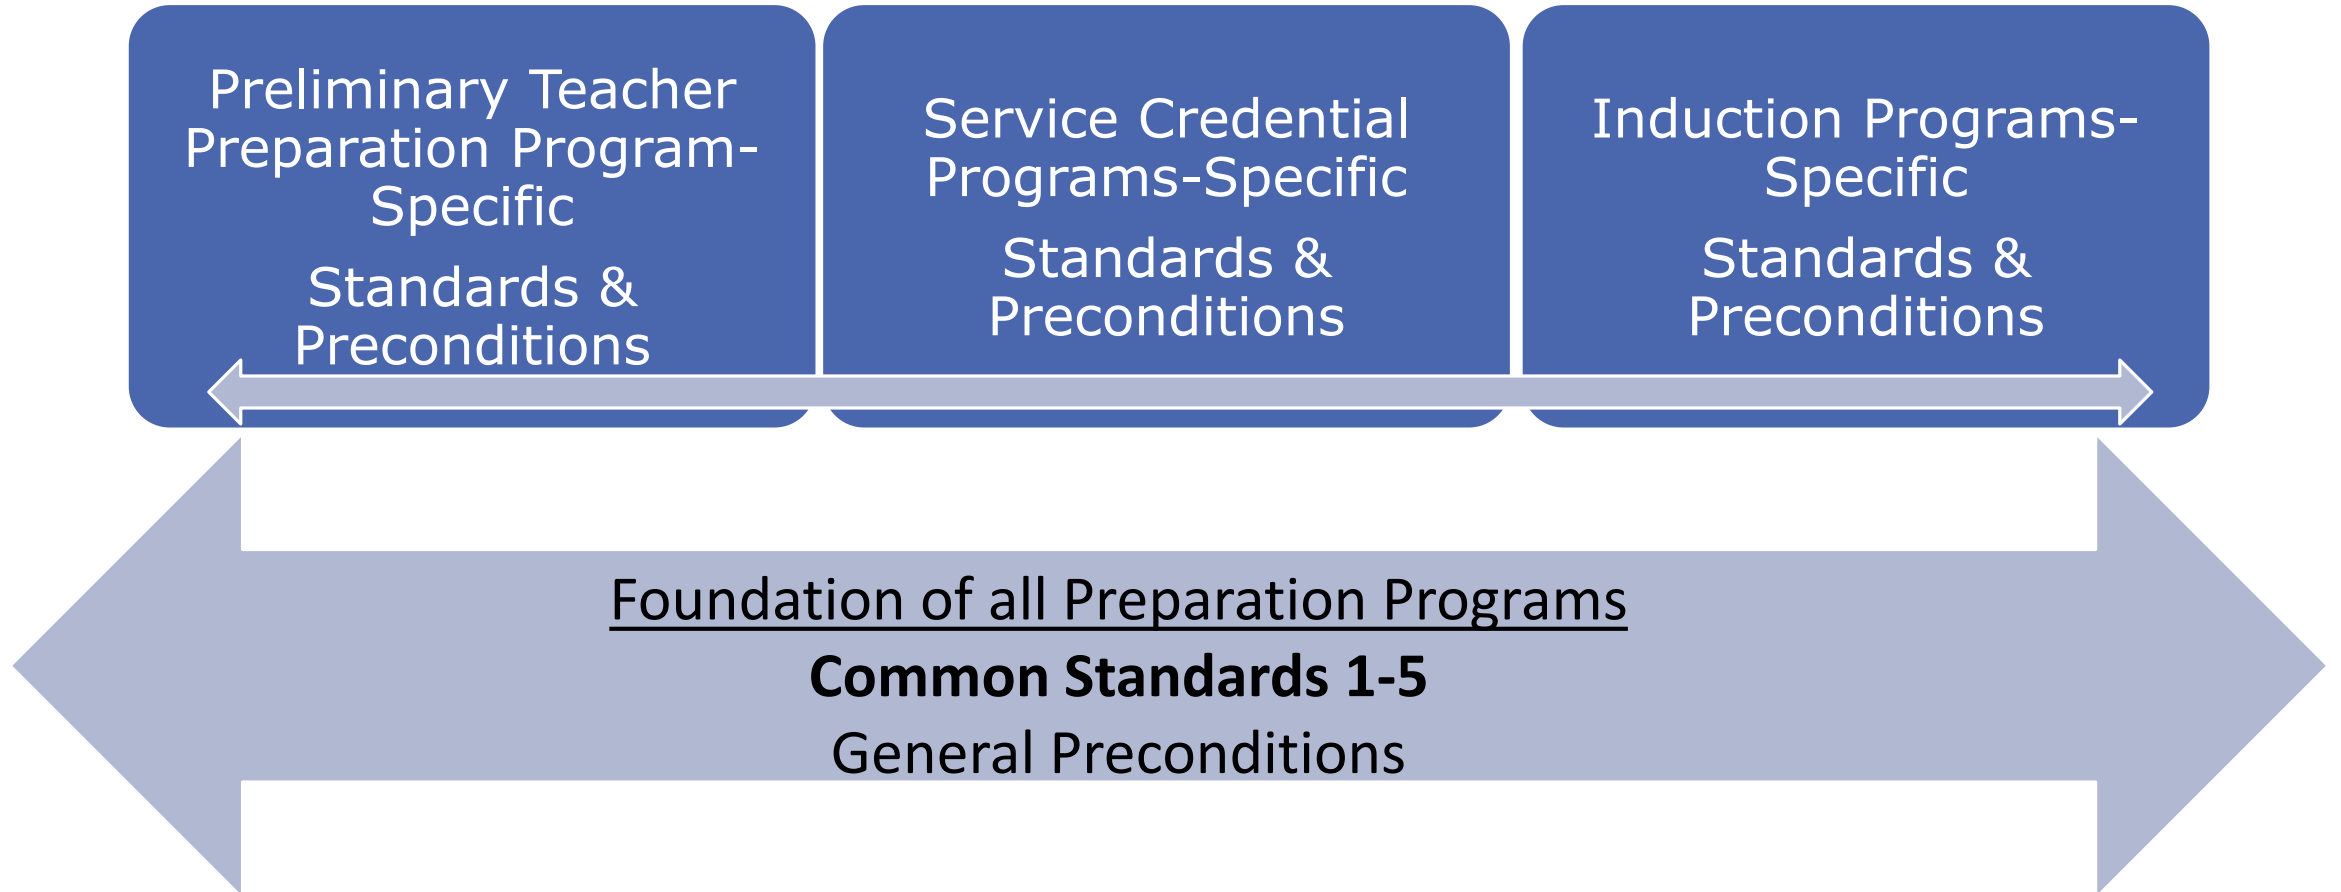 Preliminary Teacher
Preparation Program-
Specific
Standards &
Preconditions
Service Credential
Programs-Specific
Standards &
Preconditions
Induction Programs-
Specific
Standards &
Preconditions
Foundation of all Preparation Programs
Common Standards 1-5
General Preconditions